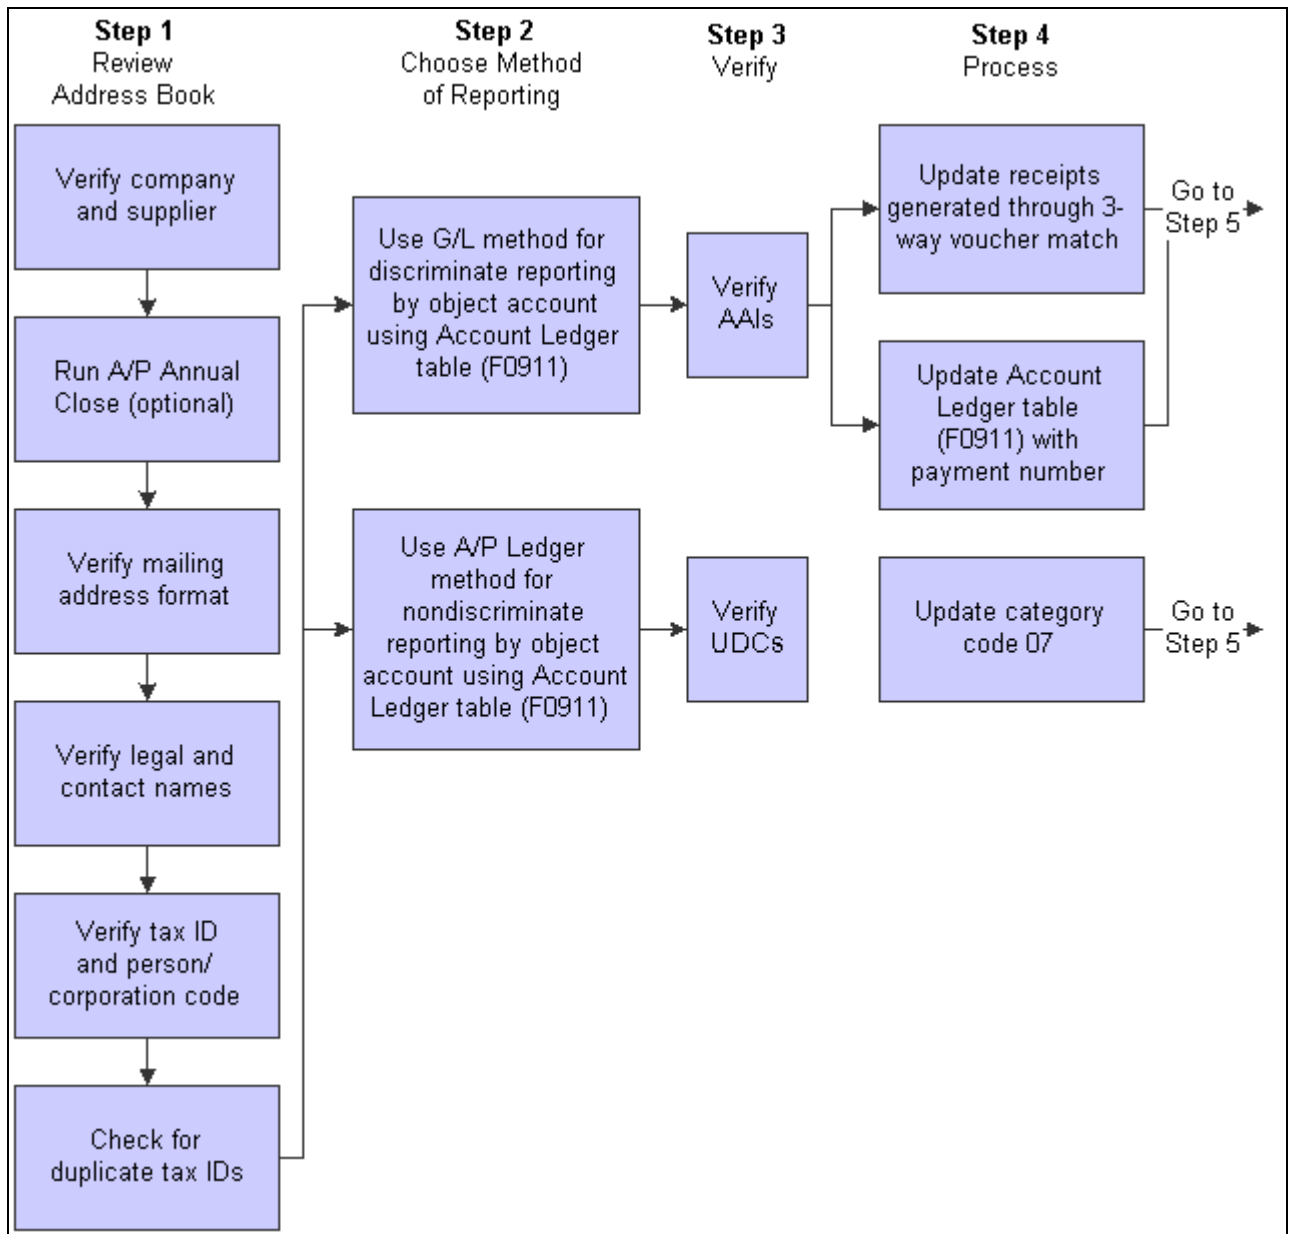 Step 1
Review
Address Book
Verify company
and supplier
Run A/P Annual
Close (optional)
Verify mailing
address format
Verify legal and
contact names
Verify tax ID
and person/
corporation code
Check for
duplicate tax IDs
Step 2
Choose Method
of Reporting
Use G/L method for
discriminate reporting
by object account
using Account Ledger
table (F0911)
Use A/P Ledger
method for
nondiscriminate
reporting by object
account using Account
Ledger table (F0911)
Step 3
Verify
Verify
AAIs
Verify
UDCs
Step 4
Process
Update receipts
generated through 3-
way voucher match
Go to
Step 5
Update Account
Ledger table
(F0911) with
payment number
Update category
code 07
Go to
Step 5